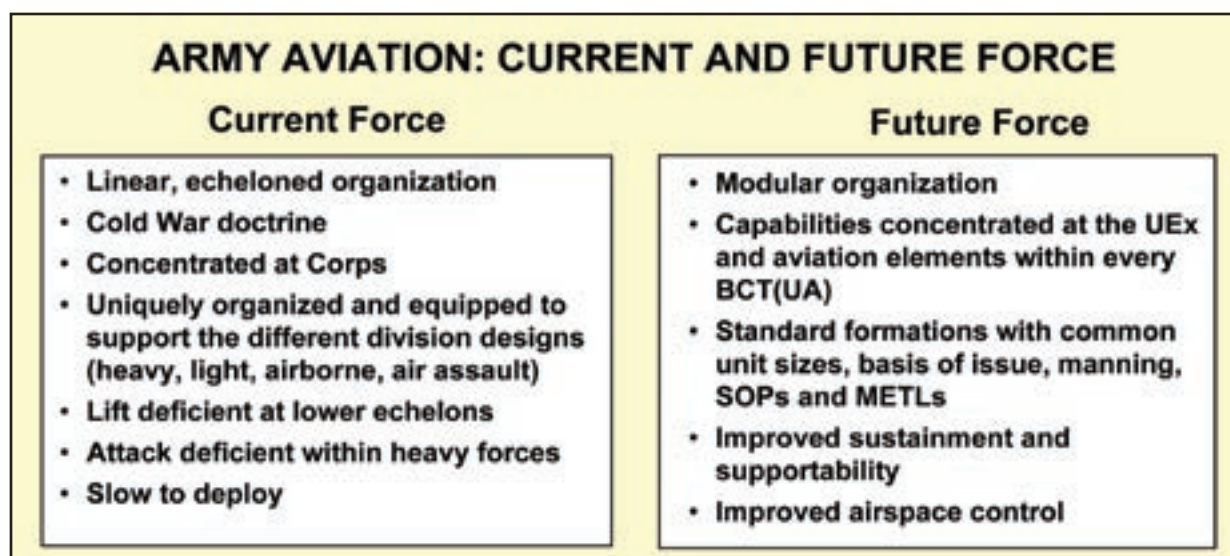 ARMY AVIATION: CURRENT AND FUTURE FORCE
Current Force
• Linear, echeloned organization
• Cold War doctrine
• Concentrated at Corps
• Uniquely organized and equipped to
support the different division designs
(heavy, light, airborne, air assault)
• Lift deficient at lower echelons
• Attack deficient within heavy forces
• Slow to deploy
Future Force
• Modular organization
• Capabilities concentrated at the UEx
and aviation elements within every
BCT(UA)
• Standard formations with common
unit sizes, basis of issue, manning,
SOPs and METLs
• Improved sustainment and
supportability
• Improved airspace control